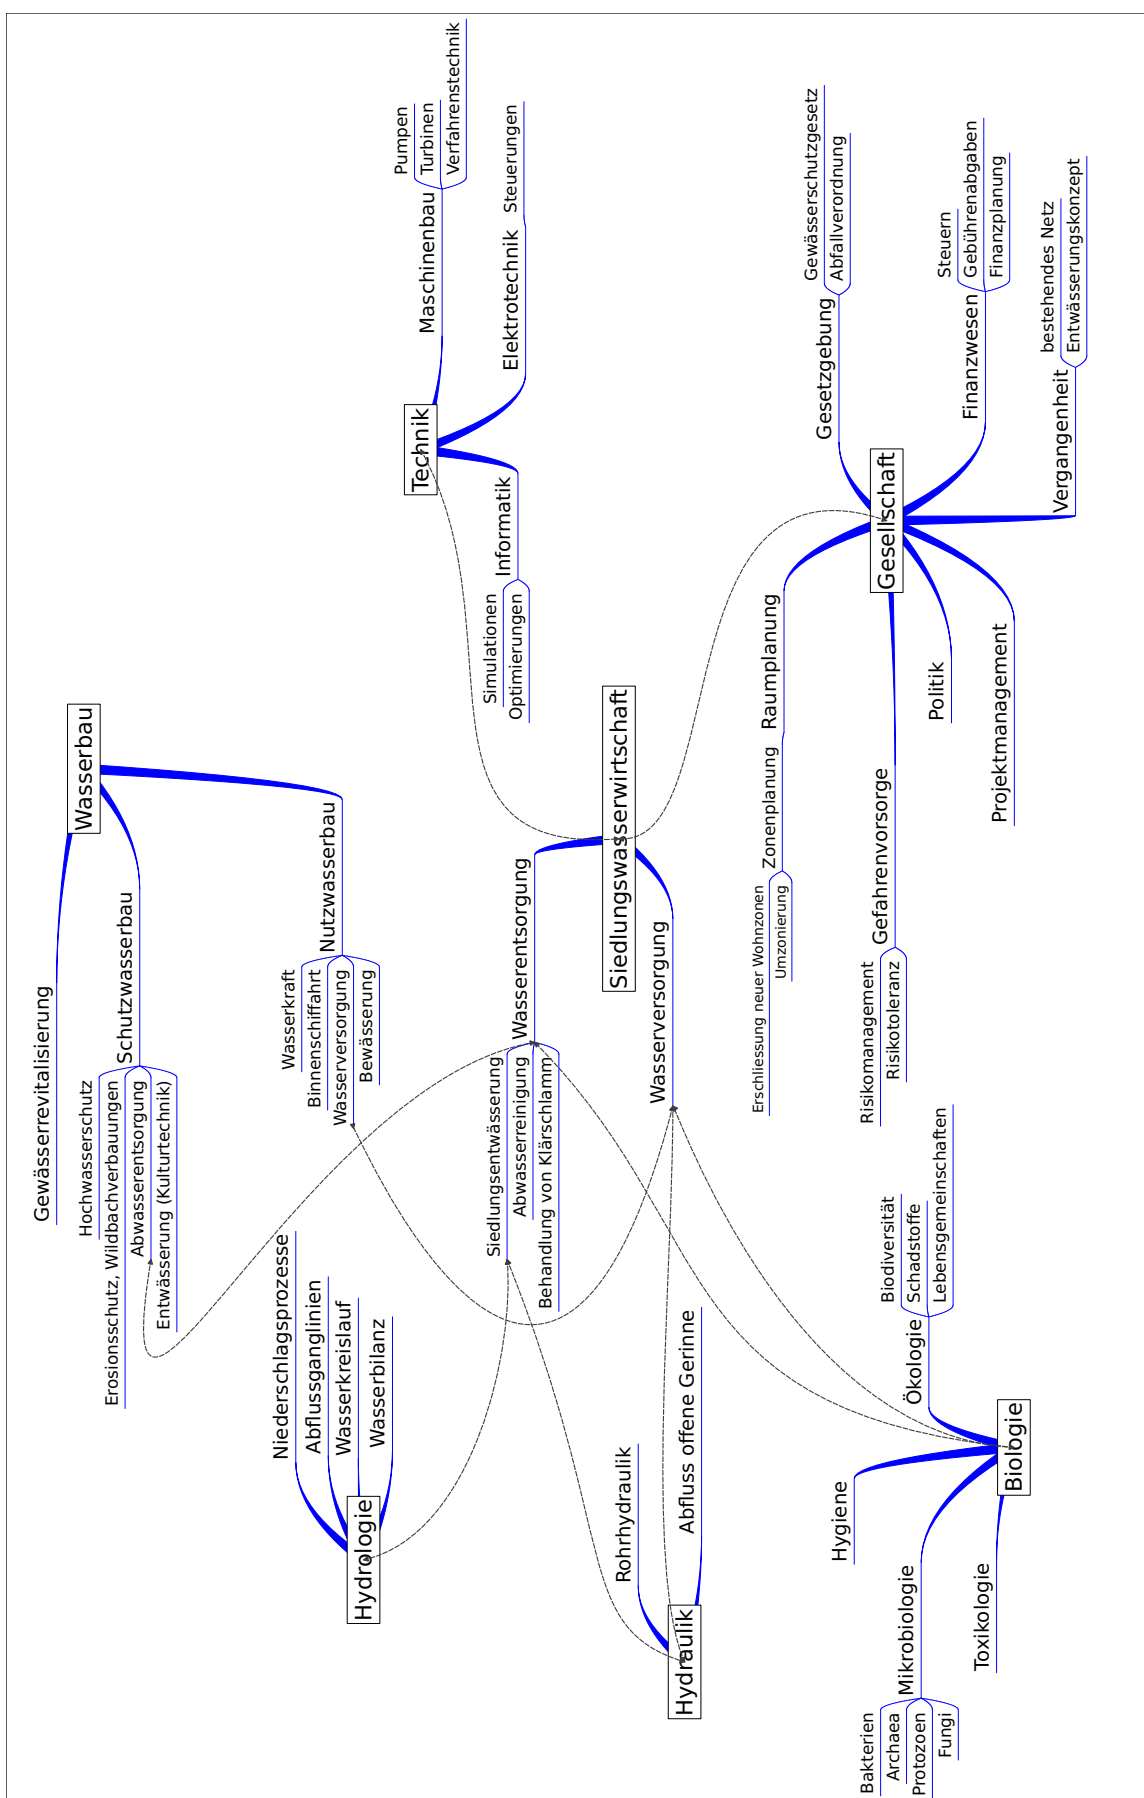 Wasserbau
Gewässerrevitalisierung
Schutzwasserbau
Hochwasserschutz
Erosionsschutz, Wildbachverbauungen
Abwasserentsorgung
Entwässerung (Kulturtechnik)
Nutzwasserbau
Wasserkraft
Binnenschiffahrt
Wasserversorgung
Bewässerung
Hydrologie
Niederschlagsprozesse
Abflussganglinien
Wasserkreislauf
Wasserbilanz
Technik
Maschinenbau
Pumpen
Turbinen
Verfahrenstechnik
Elektrotechnik
Steuerungen
Informatik
Simulationen
Optimierungen
Siedlungswasserwirtschaft
Wasserentsorgung
Siedlungsentwässerung
Abwasserreinigung
Behandlung von Klärschlamm
Wasserversorgung
Hydraulik
Rohrhydraulik
Abfluss offene Gerinne
Gesellschaft
Gesetzgebung
Gewässerschutzgesetz
Abfallverordnung
Finanzwesen
Steuern
Gebührenabgaben
Finanzplanung
Vergangenheit
bestehendes Netz
Entwässerungskonzept
Raumplanung
Zonenplanung
Erschliessung neuer Wohnzonen
Umzonierung
Gefahrenvorsorge
Risikomanagement
Risikotoleranz
Politik
Projektmanagement
Biologie
Ökologie
Biodiversität
Schadstoffe
Lebensgemeinschaften
Hygiene
Mikrobiologie
Bakterien
Archaea
Protozoen
Fungi
Toxikologie